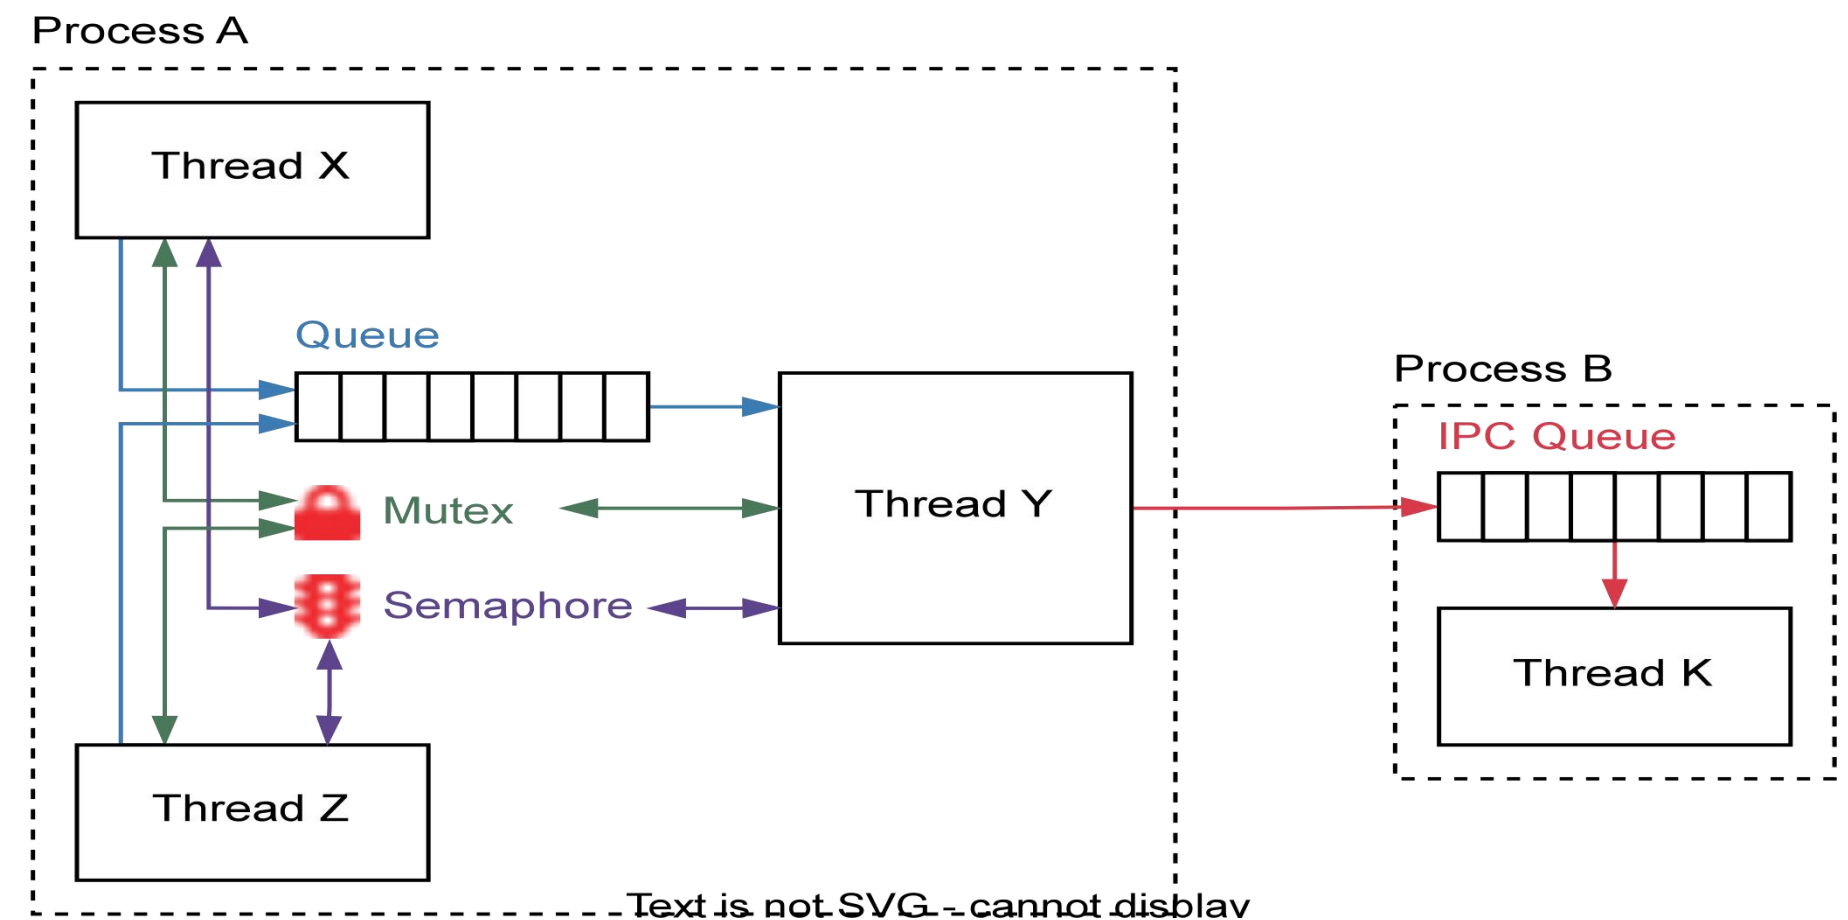 Process A
Thread X
Queue
Process B
IPC Queue
Thread Y
Mutex
Semaphore
Thread K
Thread Z
Text is not SVG - cannot display